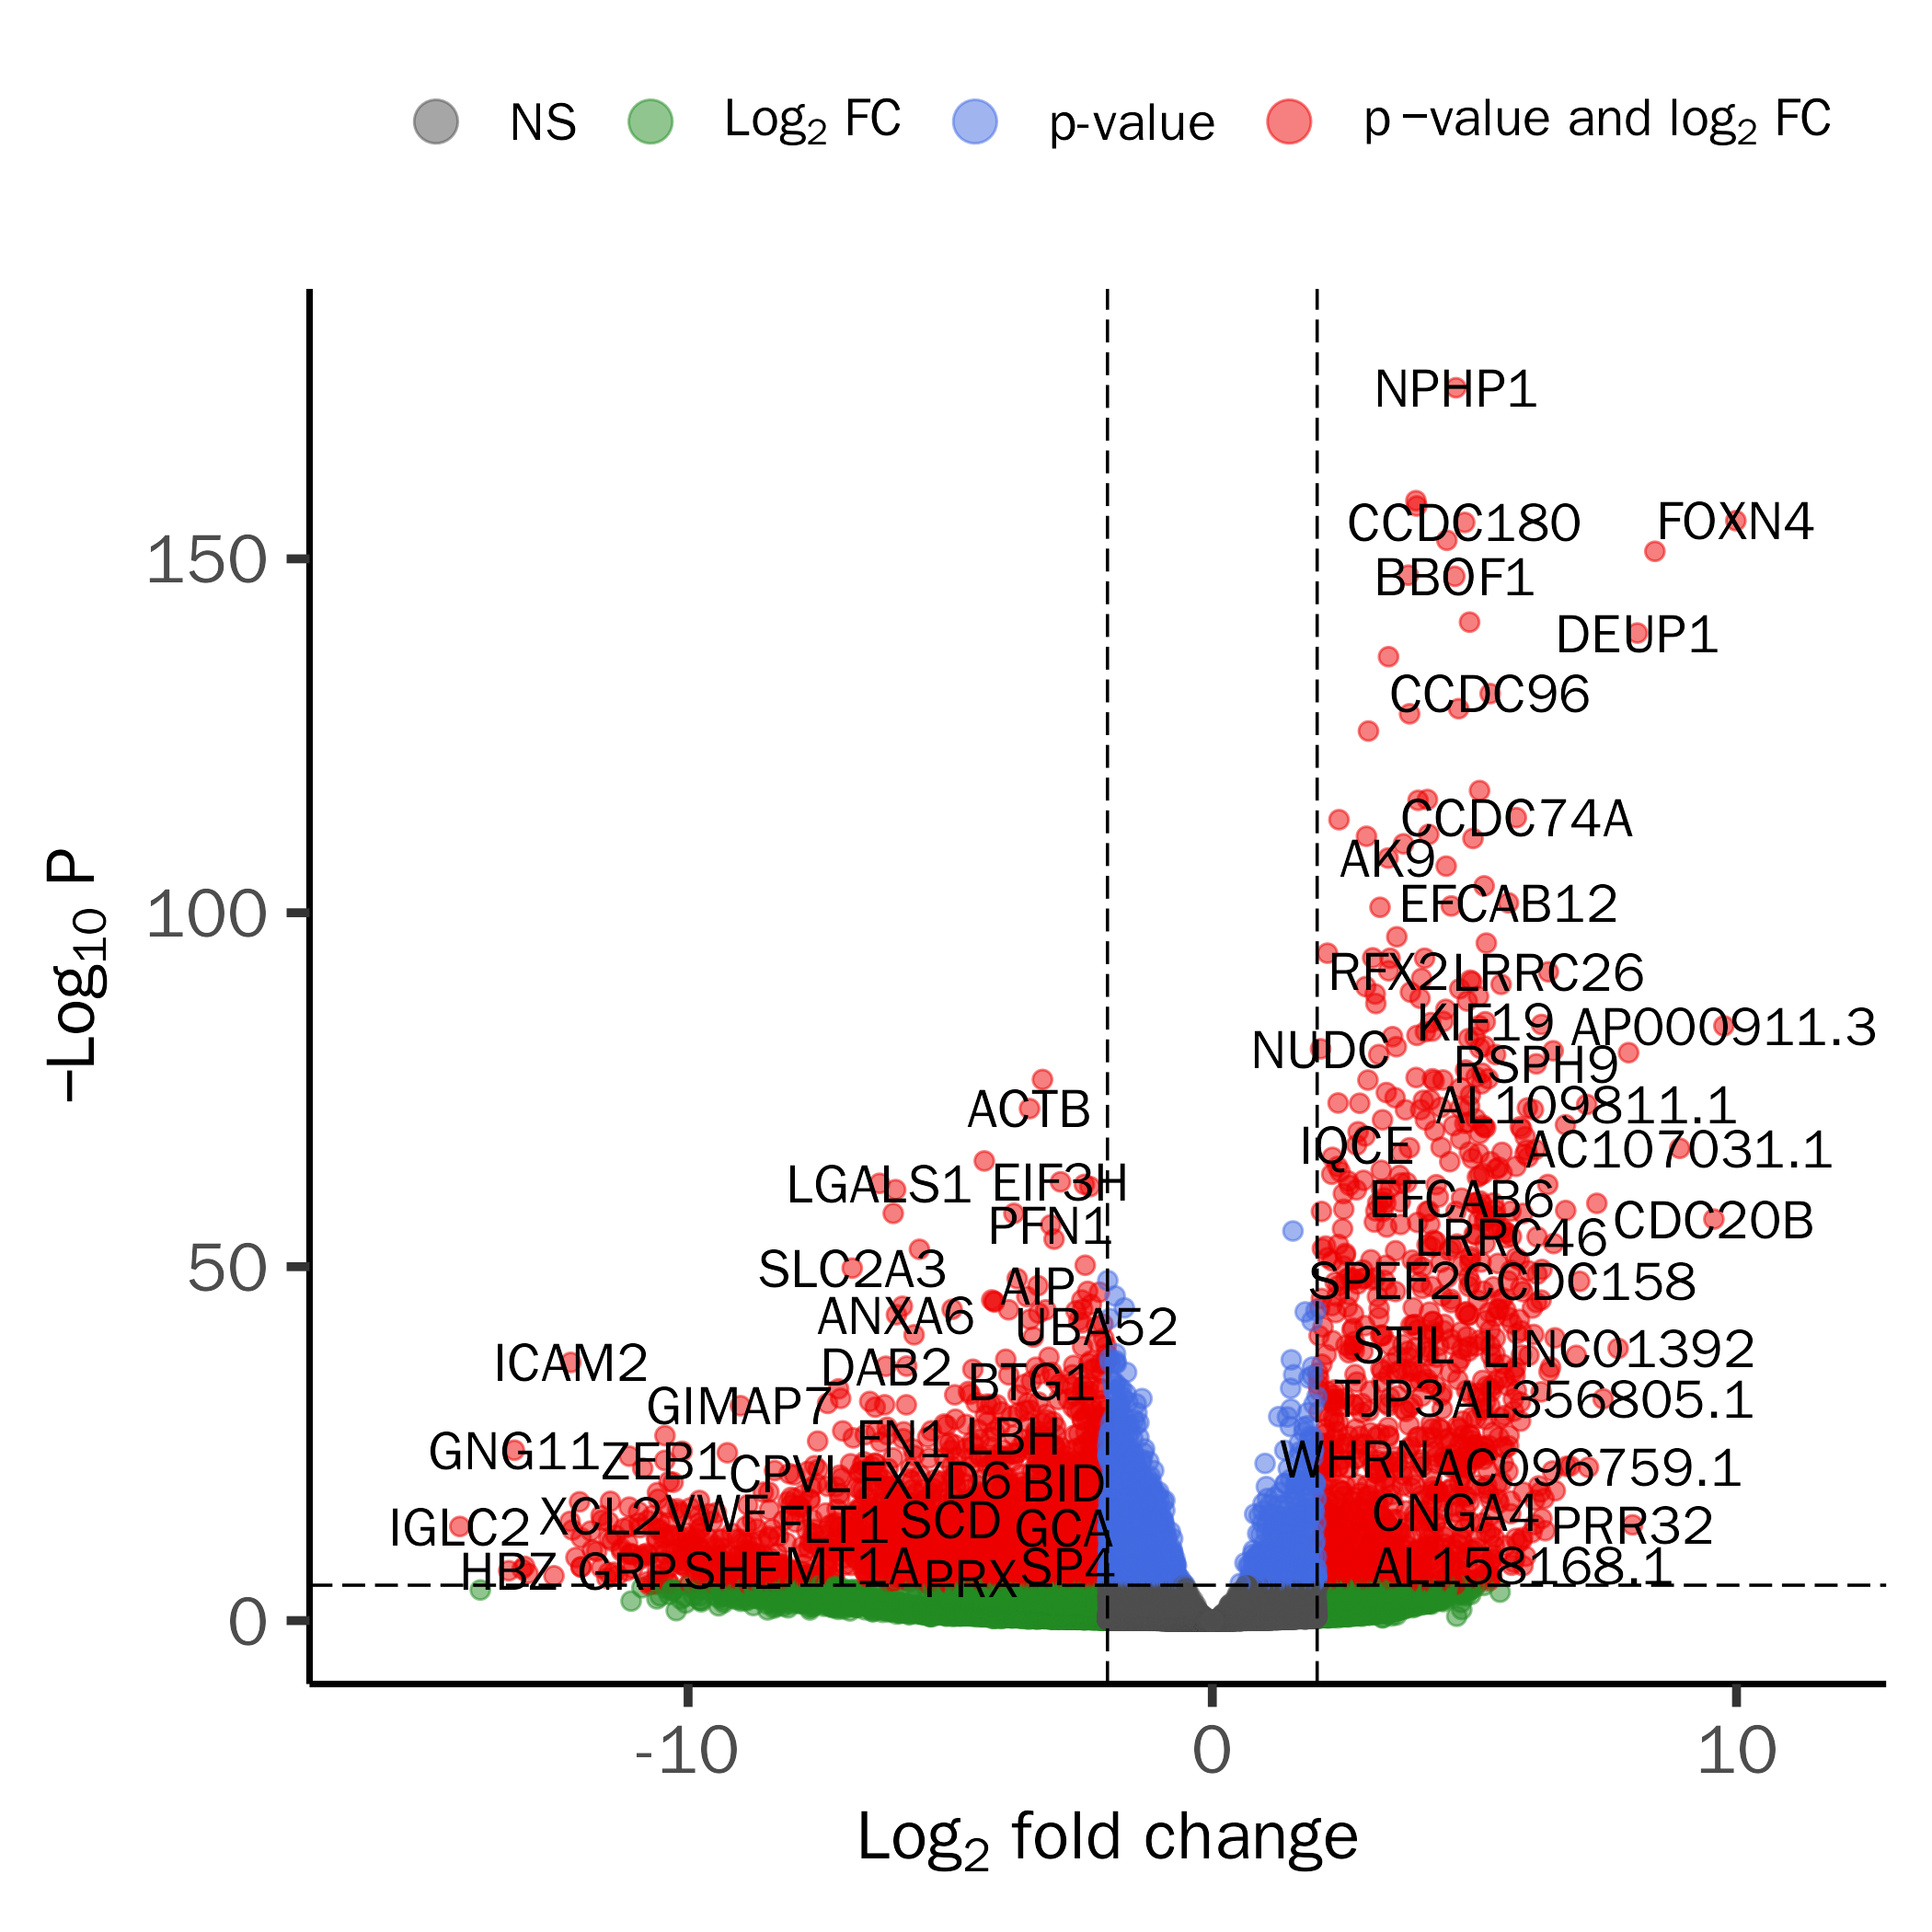 NS Log2 FC p-value p −value and log2 FC
NPHP1
CCDC180 FOXN4
BBOF1
DEUP1
CCDC96
CCDC74A
AK9
EFCAB12
RFX2 LRRC26
KIF19 AP000911.3
NUDC
RSPH9
ACTB AL109811.1
IQCE AC107031.1
LGALS1 EIF3H
EFCAB6
PFN1 CDC20B
LRRC46
SLC2A3 AIP SPEF2 CCDC158
ANXA6 UBA52
ICAM2 DAB2 STIL LINC01392
BTG1
GIMAP7 TJP3 AL356805.1
FN1 LBH
GNG11 ZEB1 WHRN AC096759.1
CPVL FXYD6 BID
XCL2 VWF FLT1 SCD GCA CNGA4
IGLC2 PRR32
HBZ GRP SHE MT1A PRX SP4 AL158168.1
150
100
50
0
−Log10 P
-10 0 10
Log2 fold change